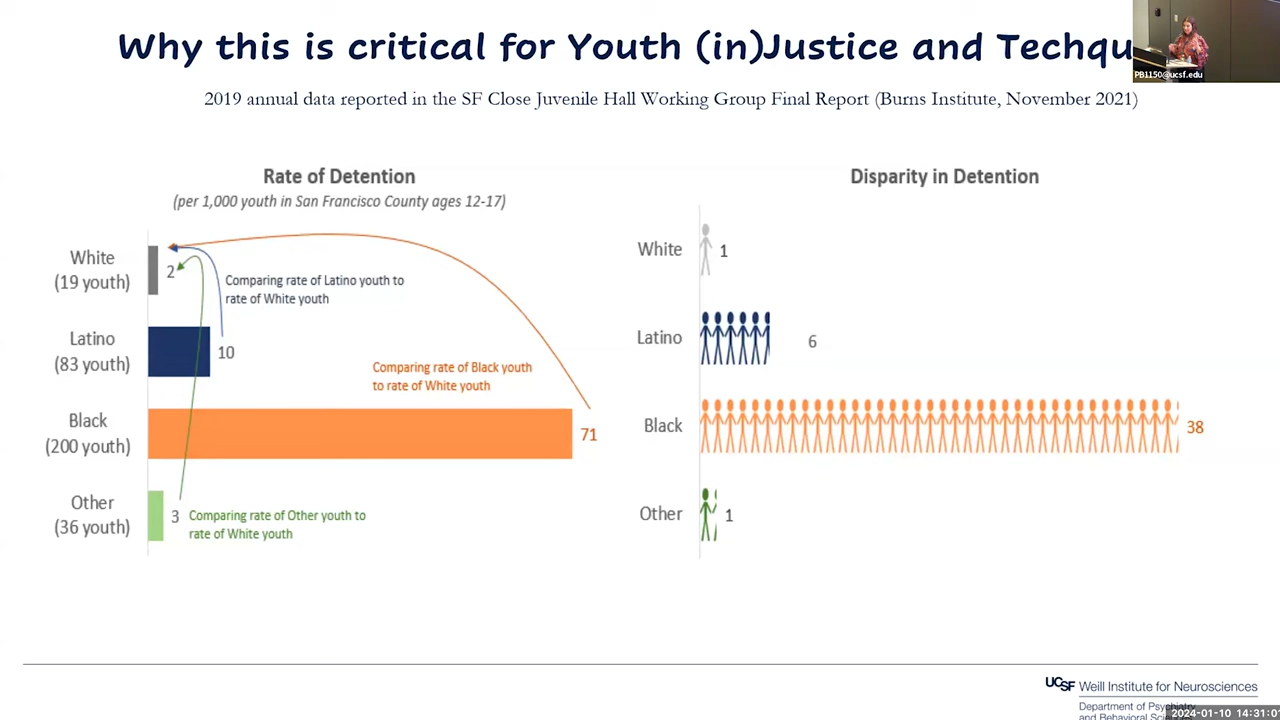 Why this is critical for Youth (in)Justice and Techqu
PB1150@ucsf.edu
2019 annual data reported in the SF Close Juvenile Hall Working Group Final Report (Burns Institute, November 2021)
Rate of Detention
(per 1,000 youth in San Francisco County ages 12-17)
White
(19 youth)
2
Comparing rate of Latino youth to
rate of White youth
Latino
(83 youth)
10
Comparing rate of Black youth
to rate of White youth
Black
(200 youth)
71
Other
(36 youth)
3
Comparing rate of Other youth to
rate of White youth
Disparity in Detention
White
1
Latino
6
Black
38
Other
1
UCSF Weill Institute for Neurosciences
Department of Psychiatry
and Behavioral Sciences
2024-01-10 14:31:01